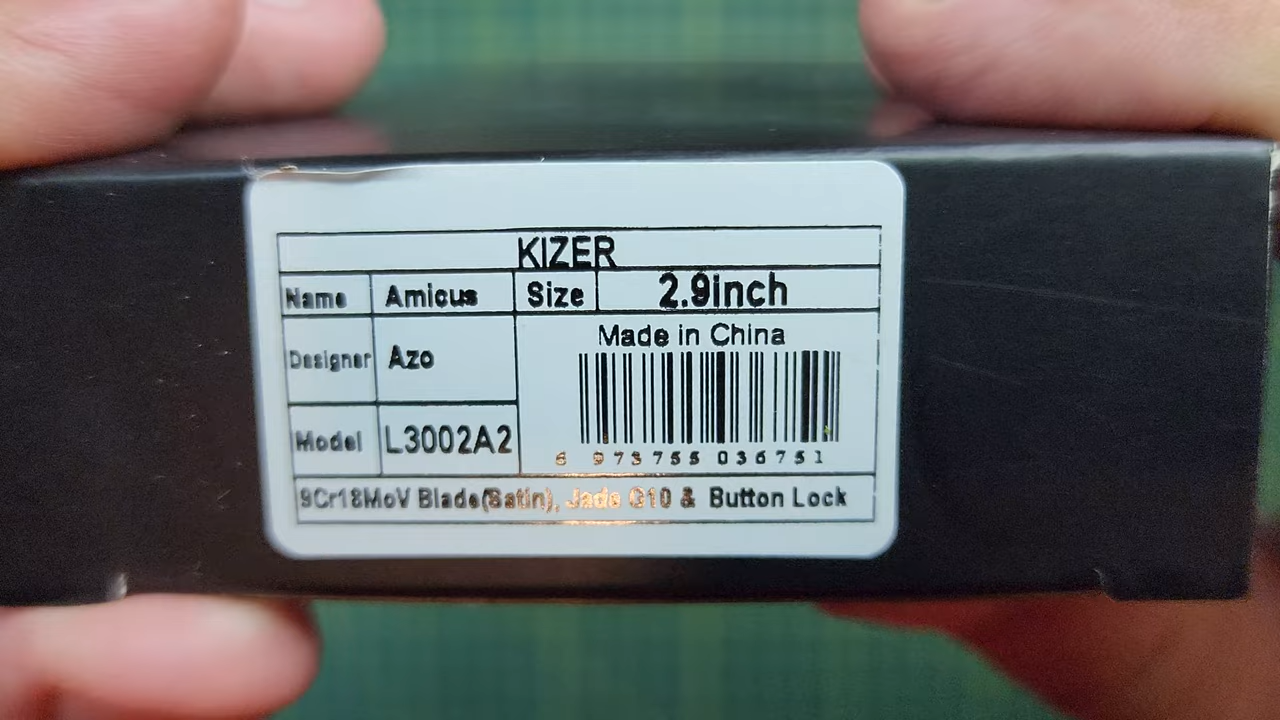 KIZER
Name Amicus Size 2.9inch
Made in China
Designer Azo
Model L3002A2
6 973755 036751
9Cr18MoV Blade(Satin), Jade G10 & Button Lock